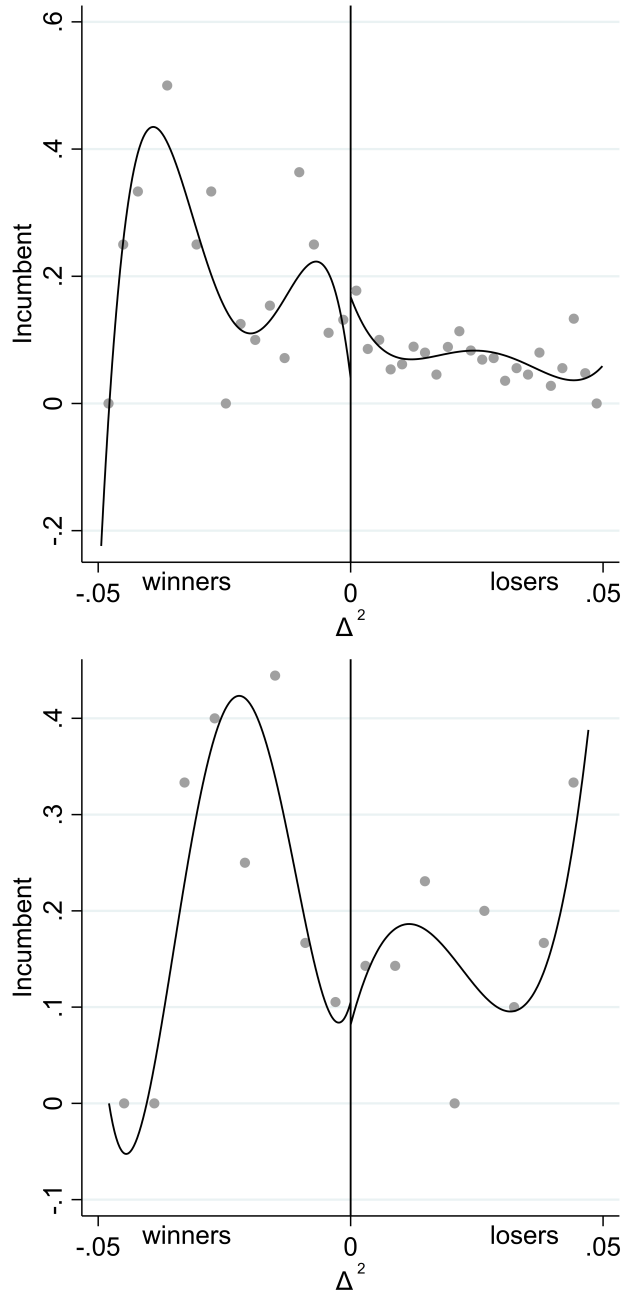 .6
.4
.2
0
-.2
Incumbent
-.05 winners 0 losers .05
Δ²
.4
.3
.2
.1
0
-.1
Incumbent
-.05 winners 0 losers .05
Δ²